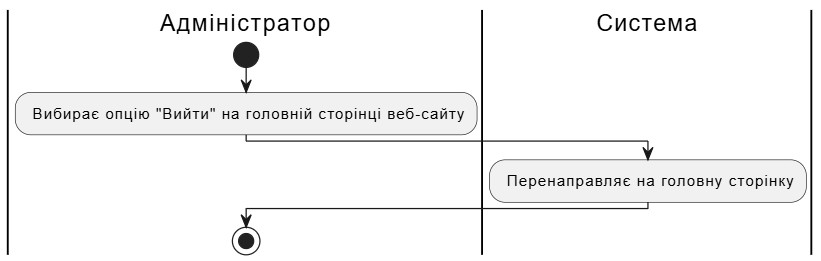 Адміністратор
Система
Вибирає опцію "Вийти" на головній сторінці веб-сайту
Перенаправляє на головну сторінку